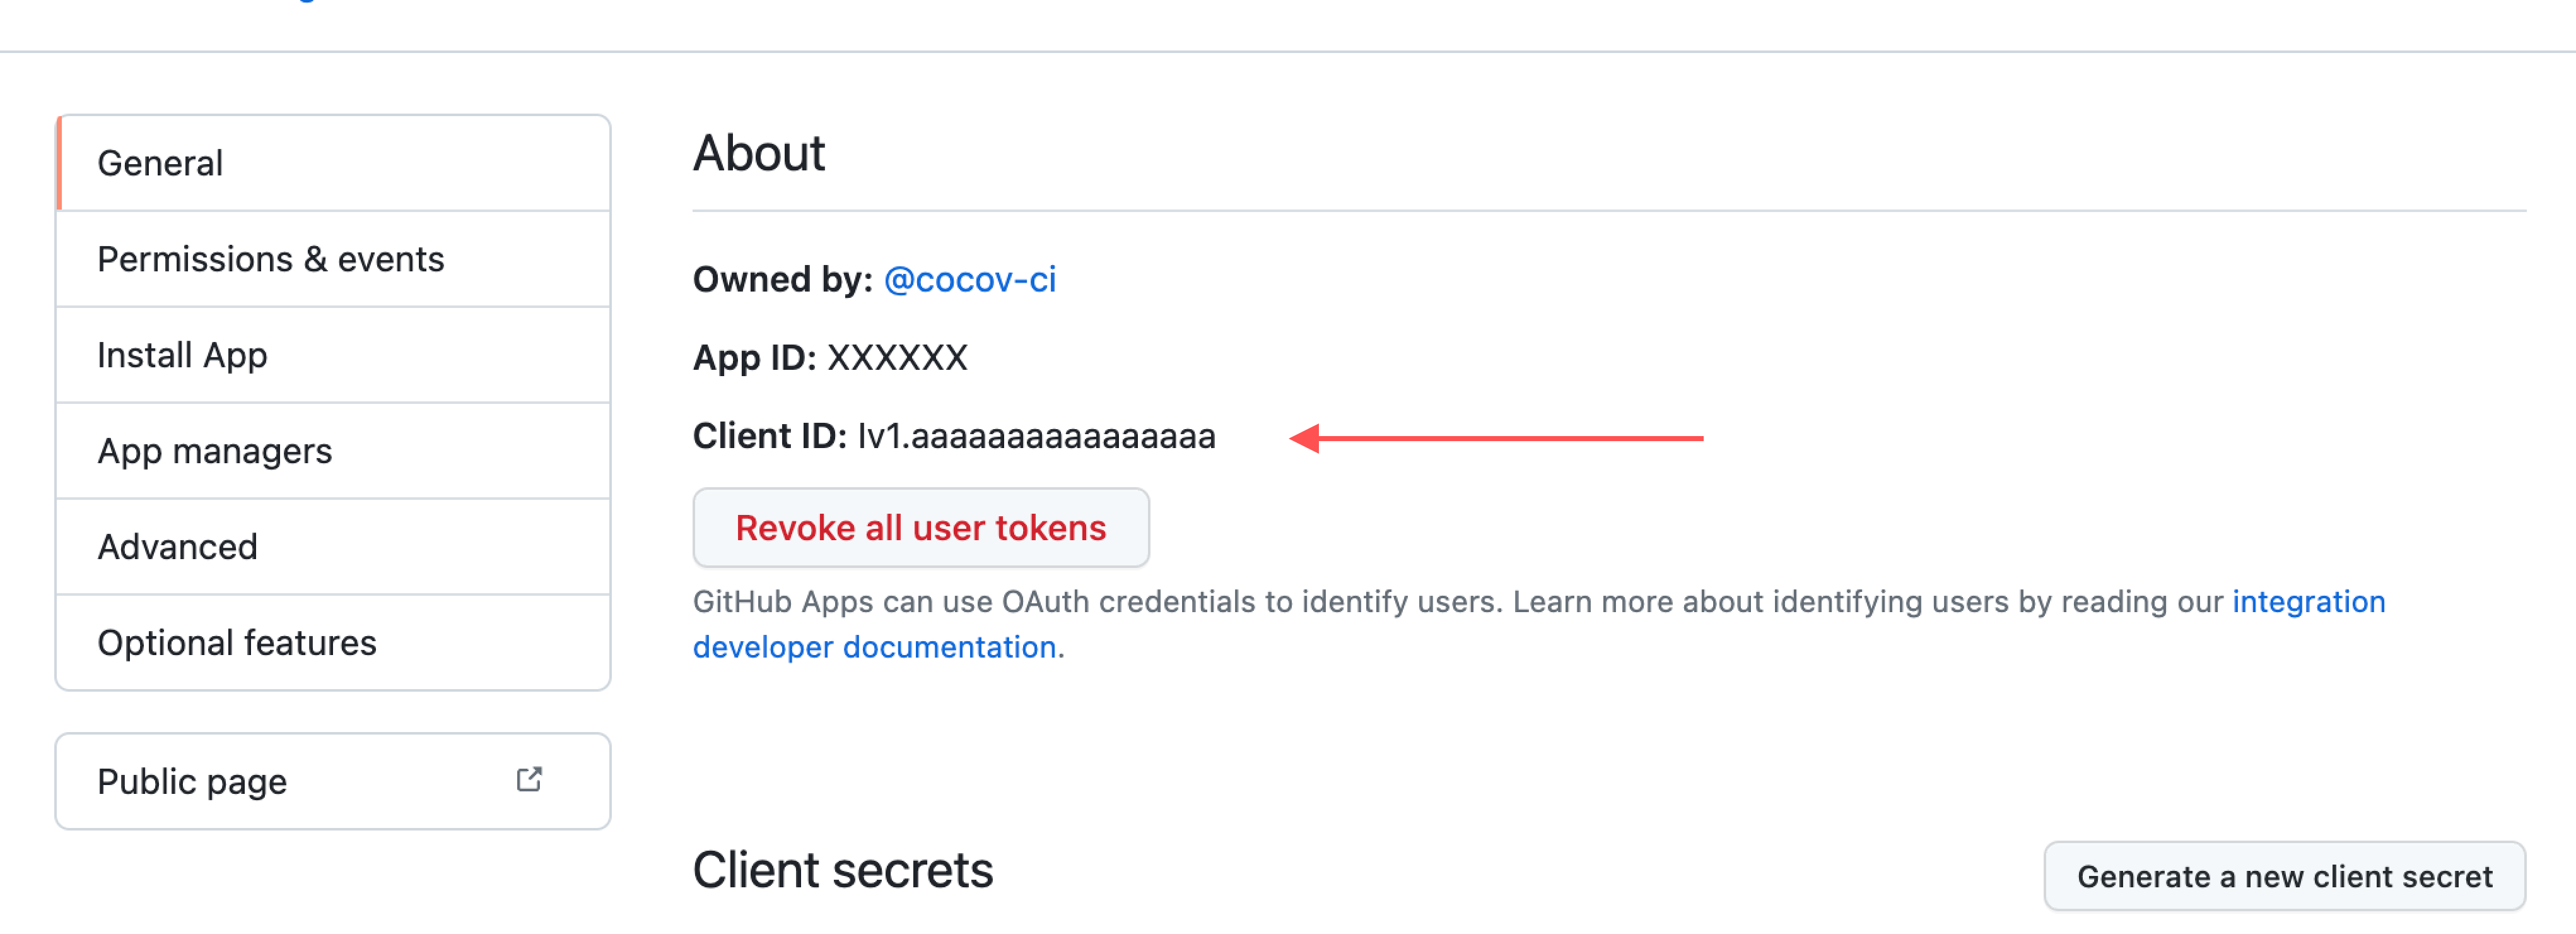 General
Permissions & events
Install App
App managers
Advanced
Optional features
Public page
About
Owned by: @cocov-ci
App ID: XXXXXX
Client ID: Iv1.aaaaaaaaaaaaaaaa
Revoke all user tokens
GitHub Apps can use OAuth credentials to identify users. Learn more about identifying users by reading our integration
developer documentation.
Client secrets
Generate a new client secret